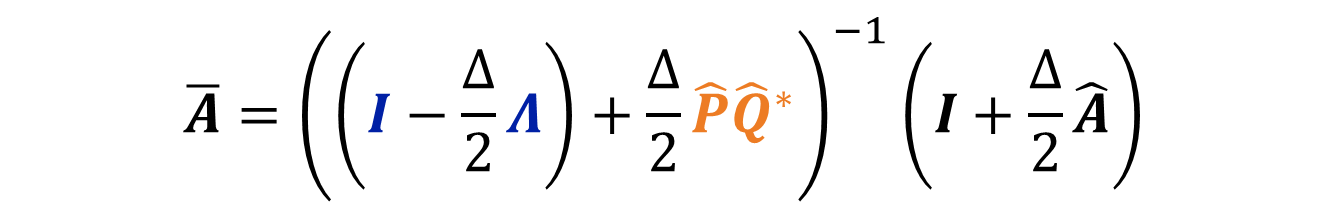 A̅ = ((I − Δ/2 Λ) + Δ/2 P̂Q̂*)⁻¹ (I + Δ/2 Â)